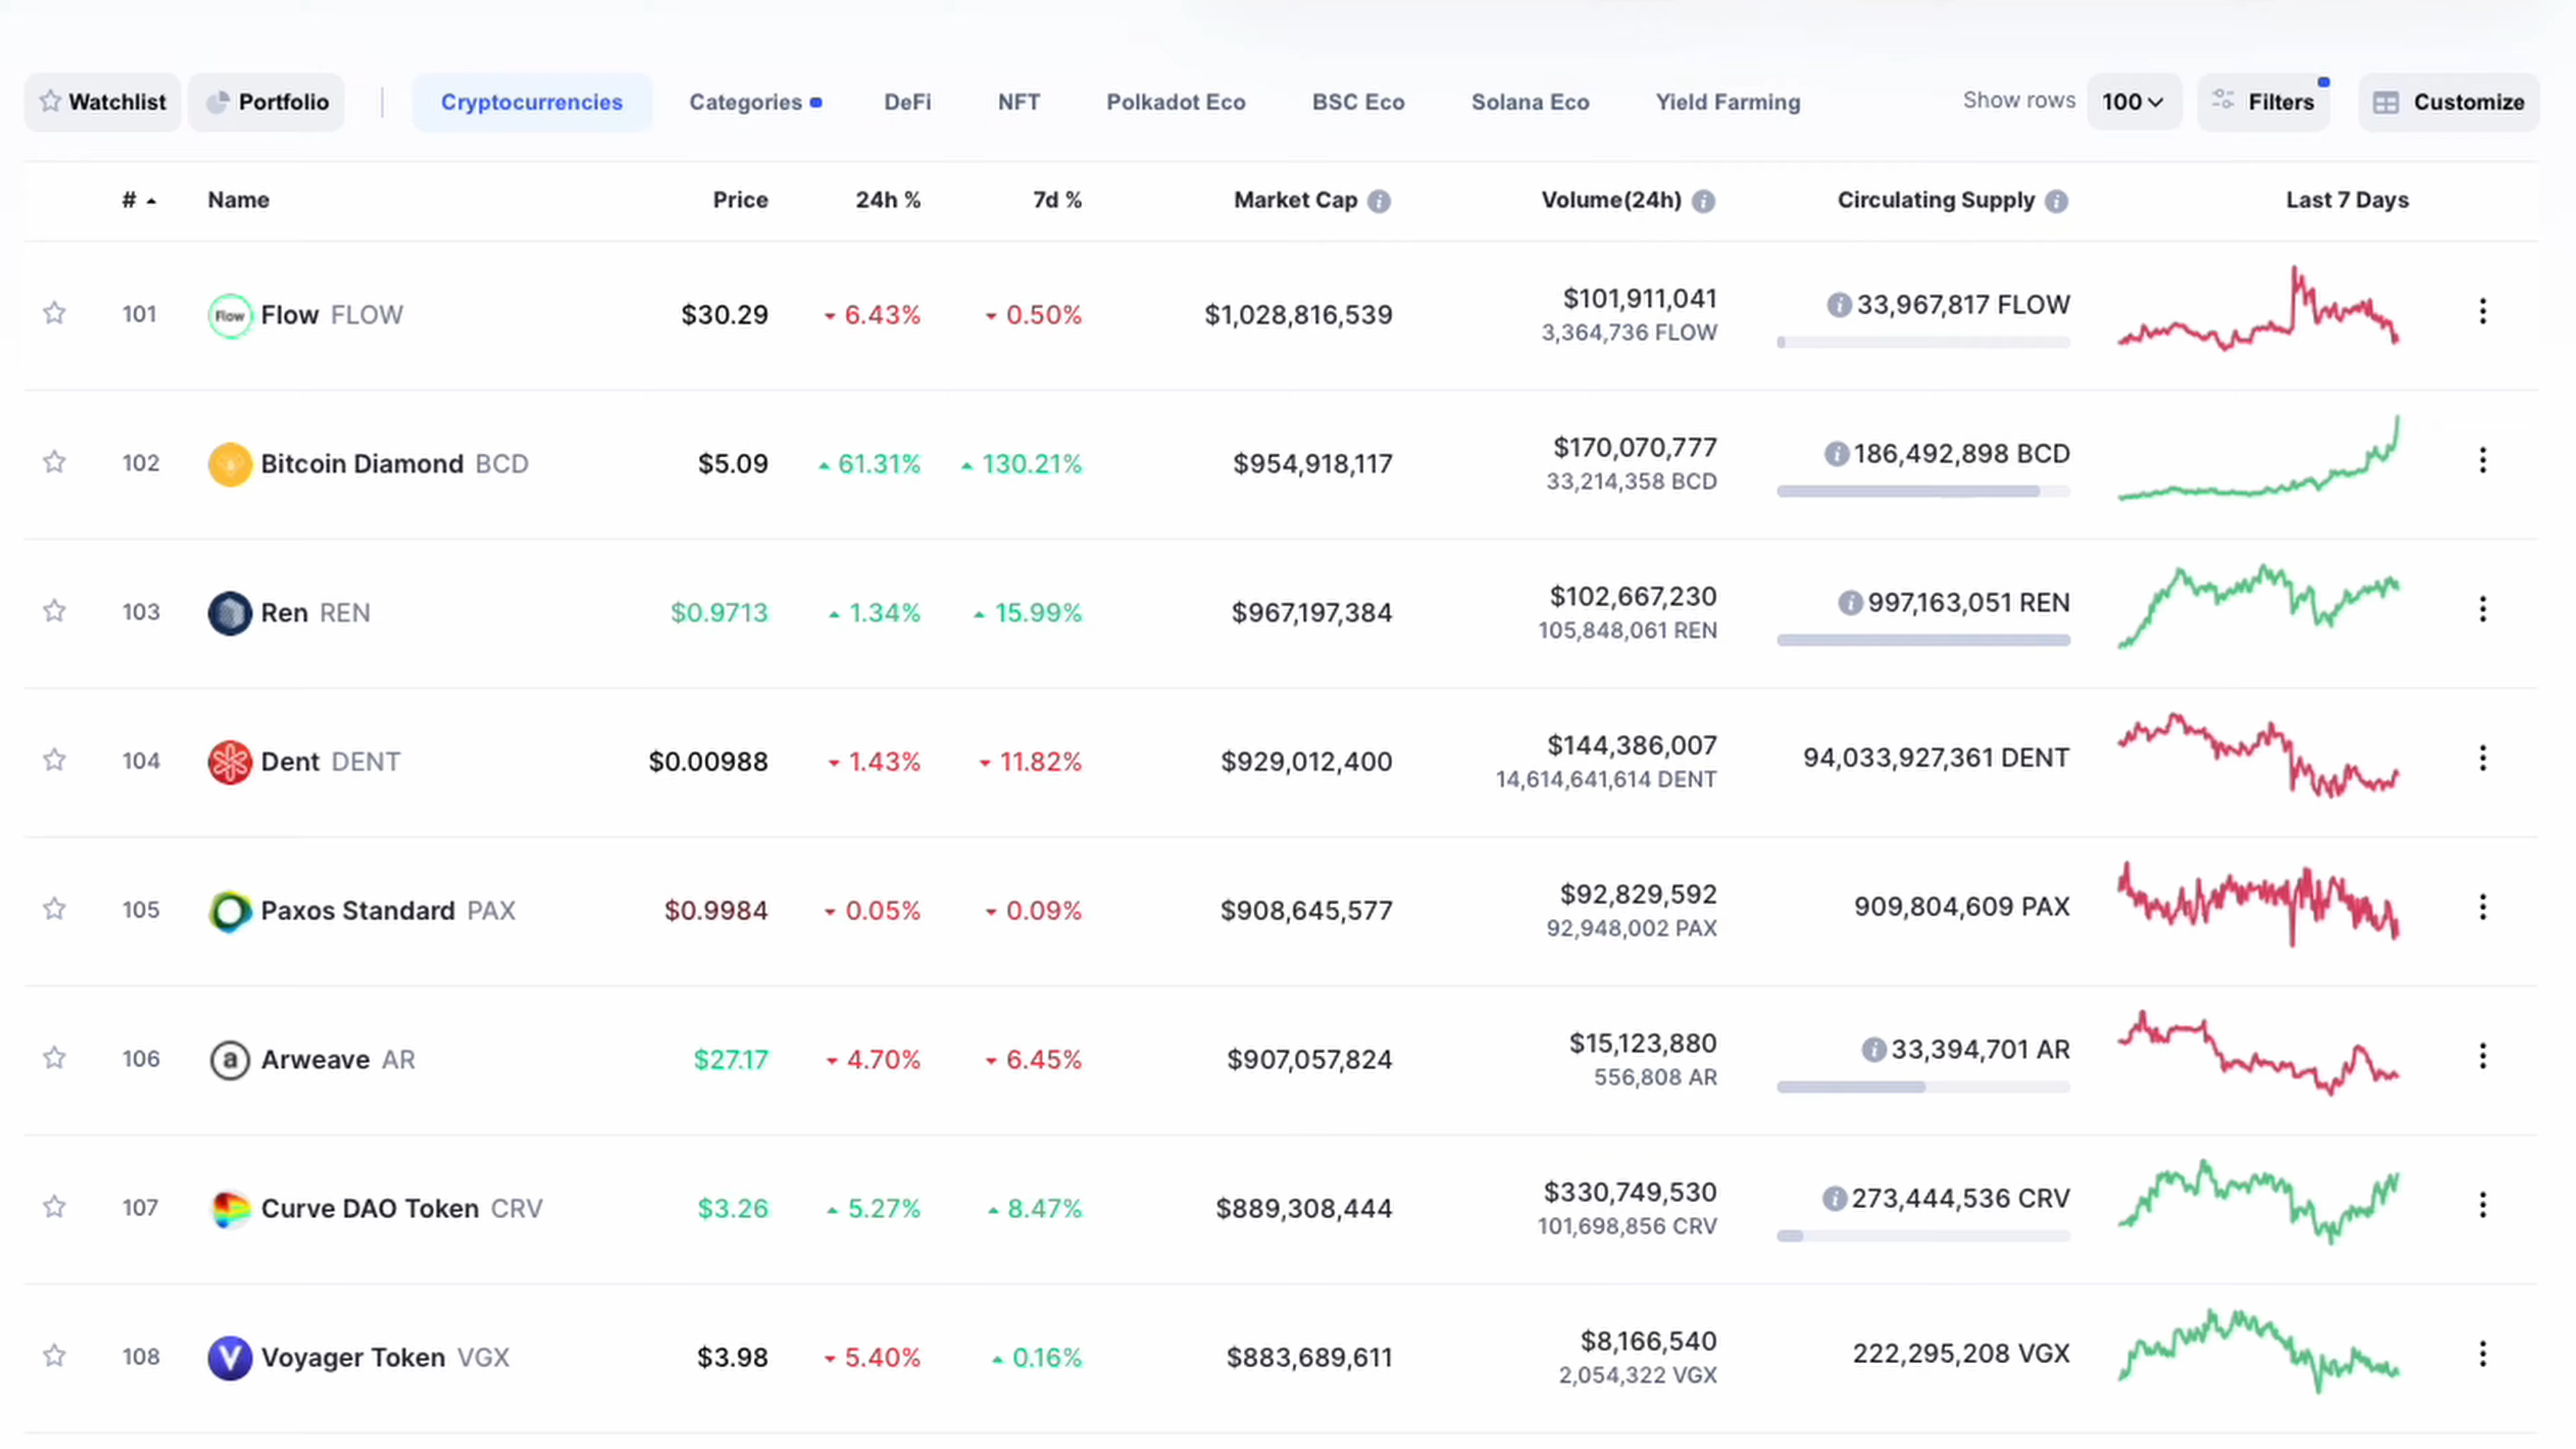 Watchlist Portfolio Cryptocurrencies Categories DeFi NFT Polkadot Eco BSC Eco Solana Eco Yield Farming Show rows 100 Filters Customize
# Name Price 24h % 7d % Market Cap Volume(24h) Circulating Supply Last 7 Days
101 Flow Flow FLOW $30.29 6.43% 0.50% $1,028,816,539 $101,911,041 33,967,817 FLOW
3,364,736 FLOW
102 Bitcoin Diamond BCD $5.09 61.31% 130.21% $954,918,117 $170,070,777 186,492,898 BCD
33,214,358 BCD
103 Ren REN $0.9713 1.34% 15.99% $967,197,384 $102,667,230 997,163,051 REN
105,848,061 REN
104 Dent DENT $0.00988 1.43% 11.82% $929,012,400 $144,386,007 94,033,927,361 DENT
14,614,641,614 DENT
105 Paxos Standard PAX $0.9984 0.05% 0.09% $908,645,577 $92,829,592 909,804,609 PAX
92,948,002 PAX
106 a Arweave AR $27.17 4.70% 6.45% $907,057,824 $15,123,880 33,394,701 AR
556,808 AR
107 Curve DAO Token CRV $3.26 5.27% 8.47% $889,308,444 $330,749,530 273,444,536 CRV
101,698,856 CRV
108 V Voyager Token VGX $3.98 5.40% 0.16% $883,689,611 $8,166,540 222,295,208 VGX
2,054,322 VGX